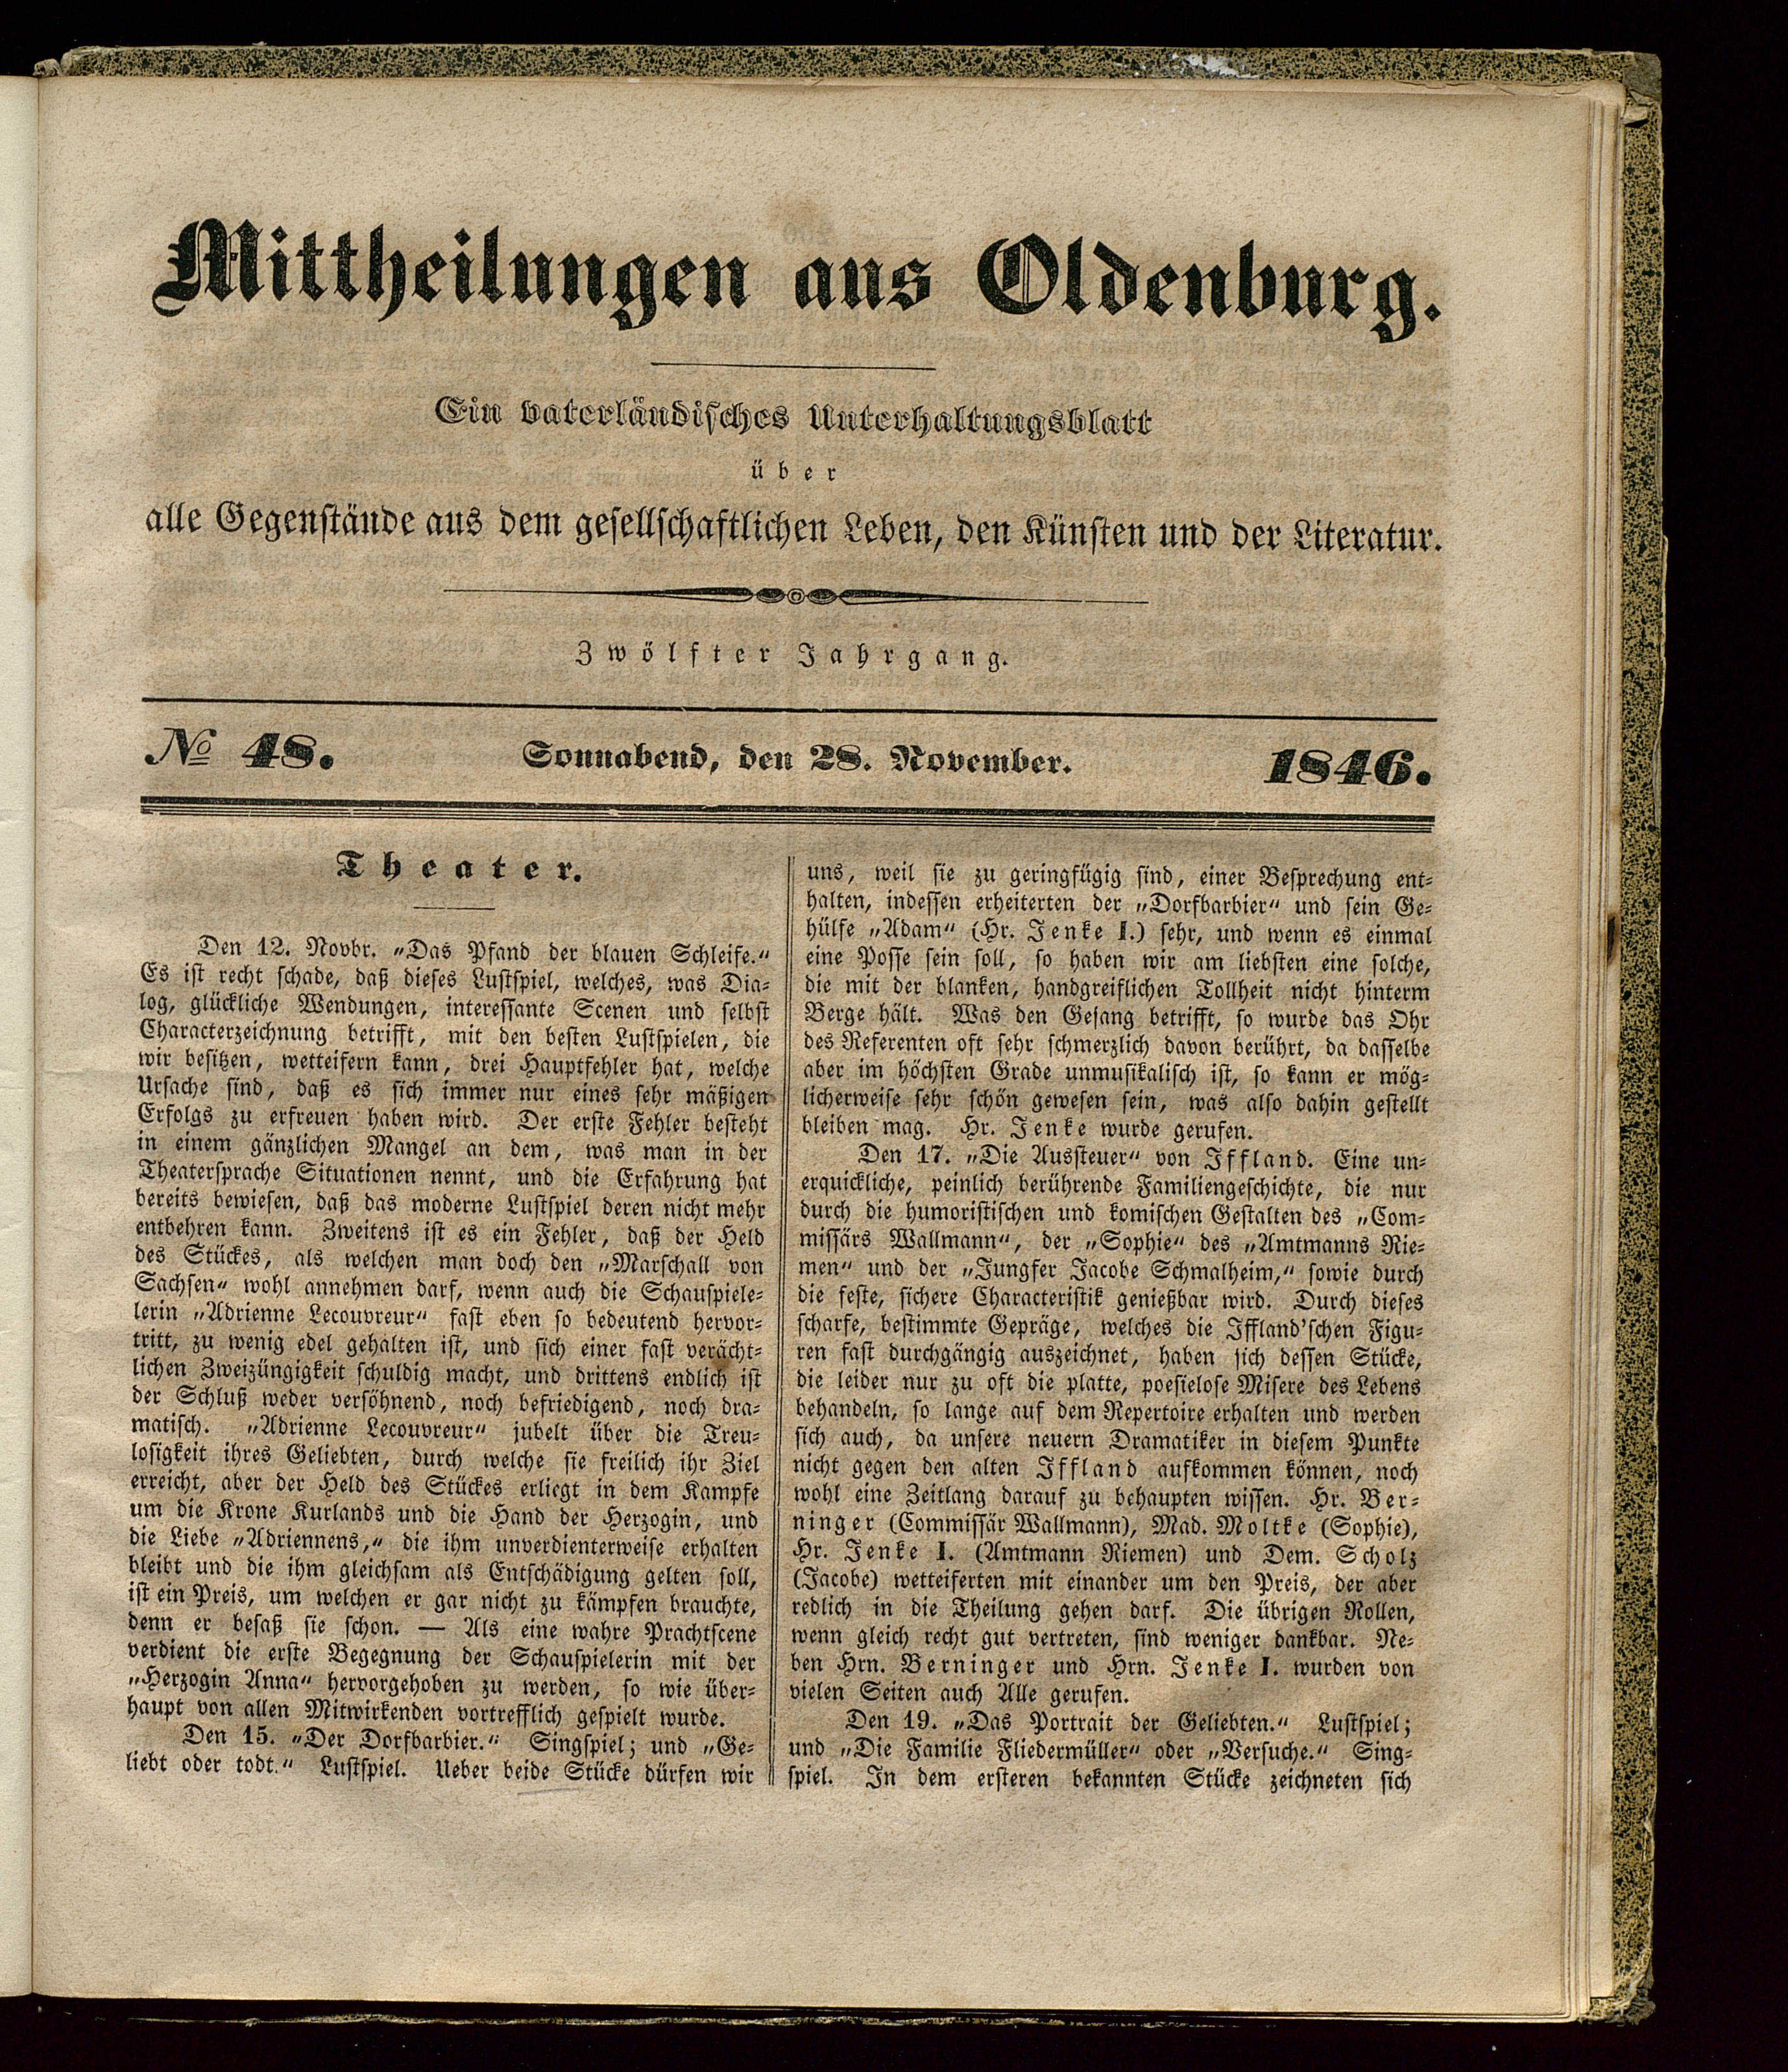 Mittheilungen aus Oldenburg.
Ein vaterländisches Unterhaltungsblatt
über
alle Gegenstände aus dem gesellschaftlichen Leben, den Künsten und der Literatur.
Zwölfter Jahrgang.
№ 48. Sonnabend, den 28. November. 1846.
Theater.
Den 12. Novbr. „Das Pfand der blauen Schleife.“
Es ist recht schade, daß dieses Lustspiel, welches, was Dia-
log, glückliche Wendungen, interessante Scenen und selbst
Characterzeichnung betrifft, mit den besten Lustspielen, die
wir besitzen, wetteifern kann, drei Hauptfehler hat, welche
Ursache sind, daß es sich immer nur eines sehr mäßigen
Erfolgs zu erfreuen haben wird. Der erste Fehler besteht
in einem gänzlichen Mangel an dem, was man in der
Theatersprache Situationen nennt, und die Erfahrung hat
bereits bewiesen, daß das moderne Lustspiel deren nicht mehr
entbehren kann. Zweitens ist es ein Fehler, daß der Held
des Stückes, als welchen man doch den „Marschall von
Sachsen“ wohl annehmen darf, wenn auch die Schauspiele-
lerin „Adrienne Lecouvreur“ fast eben so bedeutend hervor-
tritt, zu wenig edel gehalten ist, und sich einer fast verächt-
lichen Zweizüngigkeit schuldig macht, und drittens endlich ist
der Schluß weder versöhnend, noch befriedigend, noch dra-
matisch. „Adrienne Lecouvreur“ jubelt über die Treu-
losigkeit ihres Geliebten, durch welche sie freilich ihr Ziel
erreicht, aber der Held des Stückes erliegt in dem Kampfe
um die Krone Kurlands und die Hand der Herzogin, und
die Liebe „Adriennens,“ die ihm unverdienterweise erhalten
bleibt und die ihm gleichsam als Entschädigung gelten soll,
ist ein Preis, um welchen er gar nicht zu kämpfen brauchte,
denn er besaß sie schon. — Als eine wahre Prachtscene
verdient die erste Begegnung der Schauspielerin mit der
„Herzogin Anna“ hervorgehoben zu werden, so wie über-
haupt von allen Mitwirkenden vortrefflich gespielt wurde.
Den 15. „Der Dorfbarbier.“ Singspiel; und „Ge-
liebt oder todt.“ Lustspiel. Ueber beide Stücke dürfen wir
uns, weil sie zu geringfügig sind, einer Besprechung ent-
halten, indessen erheiterten der „Dorfbarbier“ und sein Ge-
hülfe „Adam“ (Hr. Jenke I.) sehr, und wenn es einmal
eine Posse sein soll, so haben wir am liebsten eine solche,
die mit der blanken, handgreiflichen Tollheit nicht hinterm
Berge hält. Was den Gesang betrifft, so wurde das Ohr
des Referenten oft sehr schmerzlich davon berührt, da dasselbe
aber im höchsten Grade unmusikalisch ist, so kann er mög-
licherweise sehr schön gewesen sein, was also dahin gestellt
bleiben mag. Hr. Jenke wurde gerufen.
Den 17. „Die Aussteuer“ von Iffland. Eine un-
erquickliche, peinlich berührende Familiengeschichte, die nur
durch die humoristischen und komischen Gestalten des „Com-
missärs Wallmann“, der „Sophie“ des „Amtmanns Rie-
men“ und der „Jungfer Jacobe Schmalheim,“ sowie durch
die feste, sichere Characteristik genießbar wird. Durch dieses
scharfe, bestimmte Gepräge, welches die Iffland'schen Figu-
ren fast durchgängig auszeichnet, haben sich dessen Stücke,
die leider nur zu oft die platte, poesielose Misere des Lebens
behandeln, so lange auf dem Repertoire erhalten und werden
sich auch, da unsere neuern Dramatiker in diesem Punkte
nicht gegen den alten Iffland aufkommen können, noch
wohl eine Zeitlang darauf zu behaupten wissen. Hr. Ber-
ninger (Commissär Wallmann), Mad. Moltke (Sophie),
Hr. Jenke I. (Amtmann Riemen) und Dem. Scholz
(Jacobe) wetteiferten mit einander um den Preis, der aber
redlich in die Theilung gehen darf. Die übrigen Rollen,
wenn gleich recht gut vertreten, sind weniger dankbar. Ne-
ben Hrn. Berninger und Hrn. Jenke I. wurden von
vielen Seiten auch Alle gerufen.
Den 19. „Das Portrait der Geliebten.“ Lustspiel;
und „Die Familie Fliedermüller“ oder „Versuche.“ Sing-
spiel. In dem ersteren bekannten Stücke zeichneten sich